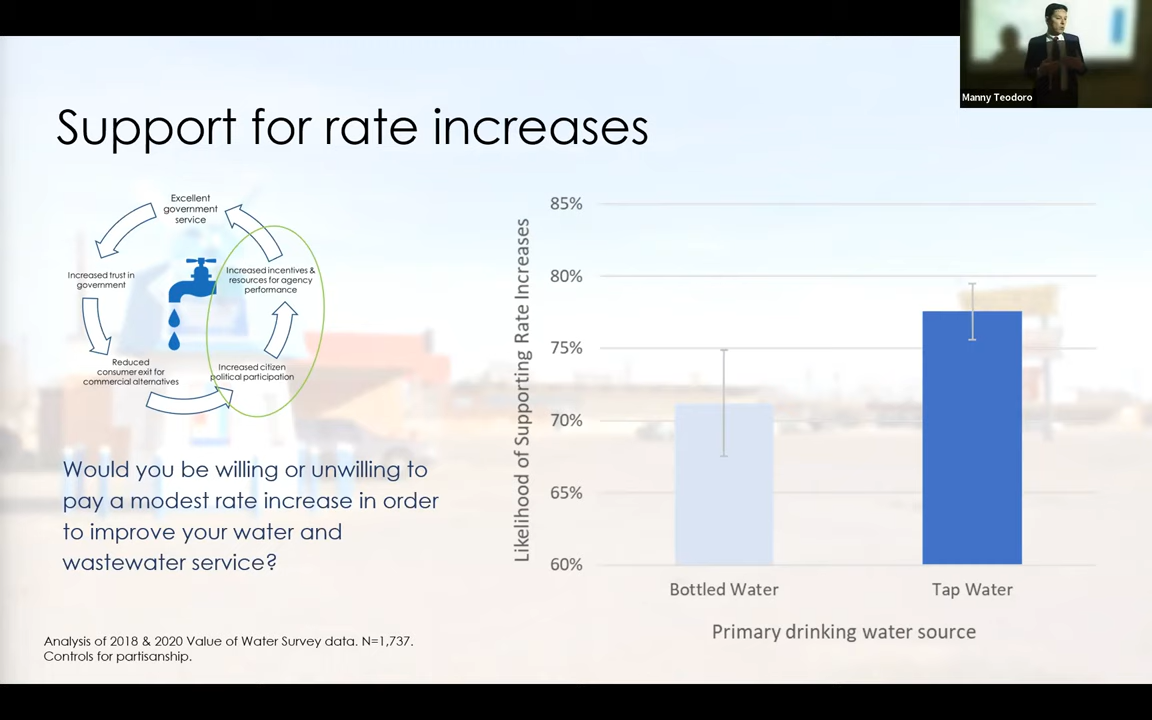 Manny Teodoro
Support for rate increases
Excellent
government
service
Increased trust in
government
Increased incentives &
resources for agency
performance
Reduced
consumer exit for
commercial alternatives
Increased citizen
political participation
Would you be willing or unwilling to
pay a modest rate increase in order
to improve your water and
wastewater service?
Analysis of 2018 & 2020 Value of Water Survey data. N=1,737.
Controls for partisanship.
Likelihood of Supporting Rate Increases
85%
80%
75%
70%
65%
60%
Bottled Water
Tap Water
Primary drinking water source